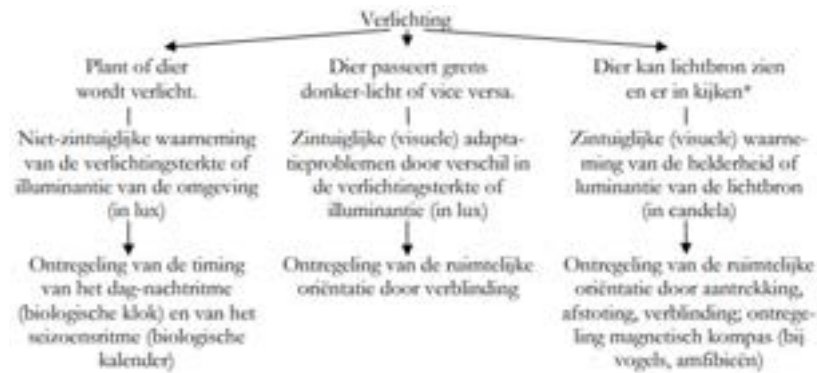 Verlichting
Plant of dier
wordt verlicht.
Niet-zintuiglijke waarneming
van de verlichtingsterkte of
illuminantie van de omgeving
(in lux)
Ontregeling van de timing
van het dag-nachtritme
(biologische klok) en van het
seizoensritme (biologische
kalender)
Dier passeert grens
donker-licht of vice versa.
Zintuiglijke (visuele) adapta-
tieproblemen door verschil in
de verlichtingsterkte of
illuminantie (in lux)
Ontregeling van de ruimtelijke
oriëntatie door verblinding
Dier kan lichtbron zien
en er in kijken*
Zintuiglijke (visuele) waarne-
ming van de helderheid of
luminantie van de lichtbron
(in candela)
Ontregeling van de ruimtelijke
oriëntatie door aantrekking,
afstoting, verblinding; ontrege-
ling magnetisch kompas (bij
vogels, amfibieën)